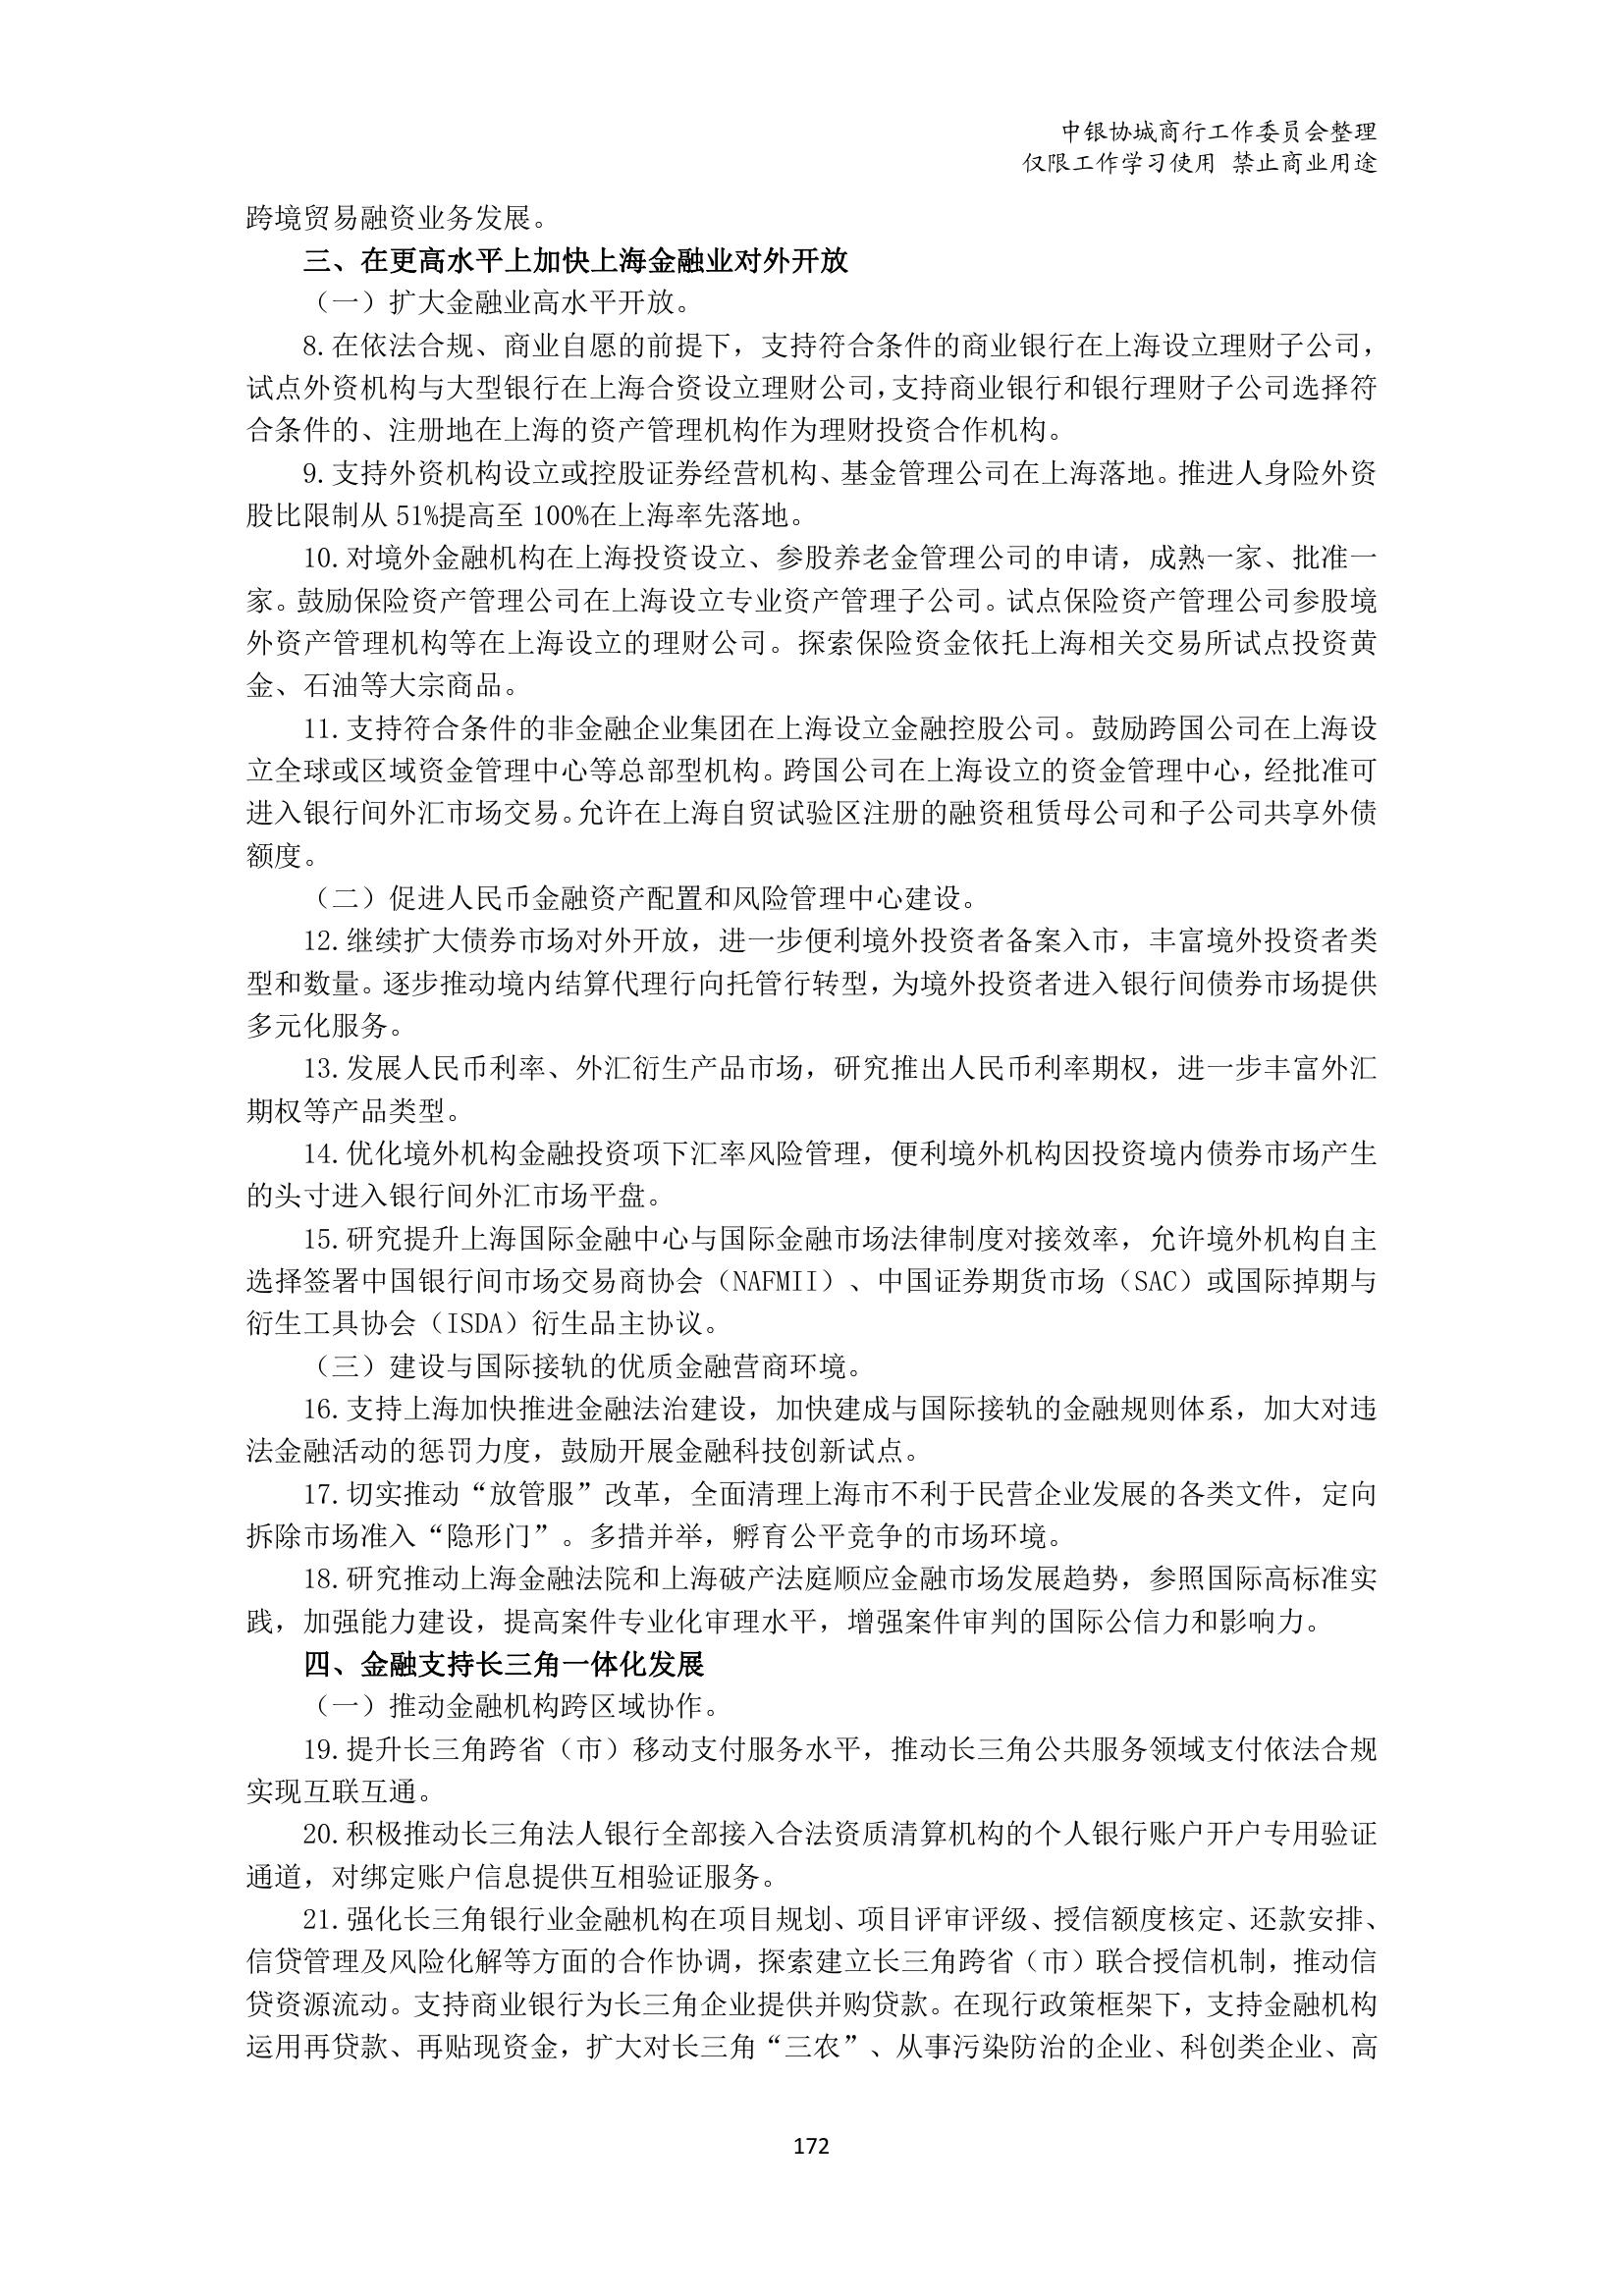 中银协城商行工作委员会整理
仅限工作学习使用 禁止商业用途
跨境贸易融资业务发展。
三、在更高水平上加快上海金融业对外开放
（一）扩大金融业高水平开放。
8.在依法合规、商业自愿的前提下，支持符合条件的商业银行在上海设立理财子公司，
试点外资机构与大型银行在上海合资设立理财公司，支持商业银行和银行理财子公司选择符
合条件的、注册地在上海的资产管理机构作为理财投资合作机构。
9.支持外资机构设立或控股证券经营机构、基金管理公司在上海落地。推进人身险外资
股比限制从 51%提高至 100%在上海率先落地。
10.对境外金融机构在上海投资设立、参股养老金管理公司的申请，成熟一家、批准一
家。鼓励保险资产管理公司在上海设立专业资产管理子公司。试点保险资产管理公司参股境
外资产管理机构等在上海设立的理财公司。探索保险资金依托上海相关交易所试点投资黄
金、石油等大宗商品。
11.支持符合条件的非金融企业集团在上海设立金融控股公司。鼓励跨国公司在上海设
立全球或区域资金管理中心等总部型机构。跨国公司在上海设立的资金管理中心，经批准可
进入银行间外汇市场交易。允许在上海自贸试验区注册的融资租赁母公司和子公司共享外债
额度。
（二）促进人民币金融资产配置和风险管理中心建设。
12.继续扩大债券市场对外开放，进一步便利境外投资者备案入市，丰富境外投资者类
型和数量。逐步推动境内结算代理行向托管行转型，为境外投资者进入银行间债券市场提供
多元化服务。
13.发展人民币利率、外汇衍生产品市场，研究推出人民币利率期权，进一步丰富外汇
期权等产品类型。
14.优化境外机构金融投资项下汇率风险管理，便利境外机构因投资境内债券市场产生
的头寸进入银行间外汇市场平盘。
15.研究提升上海国际金融中心与国际金融市场法律制度对接效率，允许境外机构自主
选择签署中国银行间市场交易商协会（NAFMII）、中国证券期货市场（SAC）或国际掉期与
衍生工具协会（ISDA）衍生品主协议。
（三）建设与国际接轨的优质金融营商环境。
16.支持上海加快推进金融法治建设，加快建成与国际接轨的金融规则体系，加大对违
法金融活动的惩罚力度，鼓励开展金融科技创新试点。
17.切实推动“放管服”改革，全面清理上海市不利于民营企业发展的各类文件，定向
拆除市场准入“隐形门”。多措并举，孵育公平竞争的市场环境。
18.研究推动上海金融法院和上海破产法庭顺应金融市场发展趋势，参照国际高标准实
践，加强能力建设，提高案件专业化审理水平，增强案件审判的国际公信力和影响力。
四、金融支持长三角一体化发展
（一）推动金融机构跨区域协作。
19.提升长三角跨省（市）移动支付服务水平，推动长三角公共服务领域支付依法合规
实现互联互通。
20.积极推动长三角法人银行全部接入合法资质清算机构的个人银行账户开户专用验证
通道，对绑定账户信息提供互相验证服务。
21.强化长三角银行业金融机构在项目规划、项目评审评级、授信额度核定、还款安排、
信贷管理及风险化解等方面的合作协调，探索建立长三角跨省（市）联合授信机制，推动信
贷资源流动。支持商业银行为长三角企业提供并购贷款。在现行政策框架下，支持金融机构
运用再贷款、再贴现资金，扩大对长三角“三农”、从事污染防治的企业、科创类企业、高
172